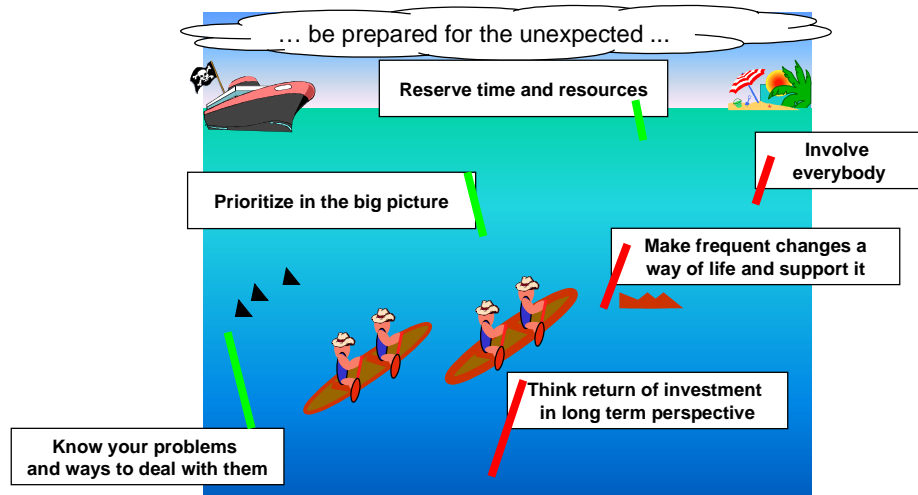 … be prepared for the unexpected ...
Reserve time and resources
Involve
everybody
Prioritize in the big picture
Make frequent changes a
way of life and support it
Think return of investment
in long term perspective
Know your problems
and ways to deal with them